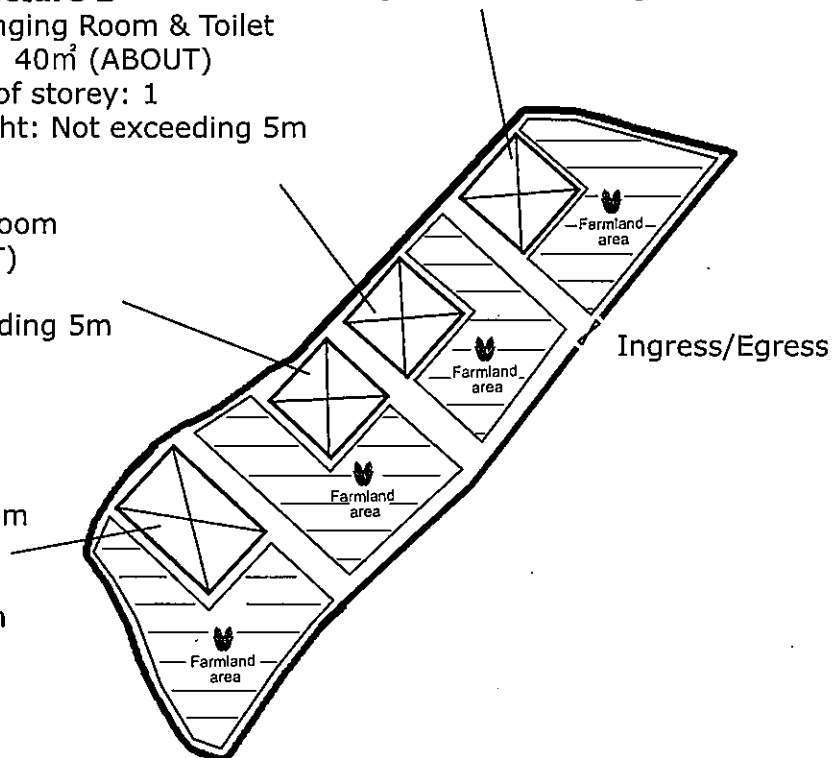 nging Room & Toilet
40㎡ (ABOUT)
of storey: 1
ht: Not exceeding 5m
oom
T)
ding 5m
Farmland
area
Ingress/Egress
Farmland
area
Farmland
area
m
Farmland
area